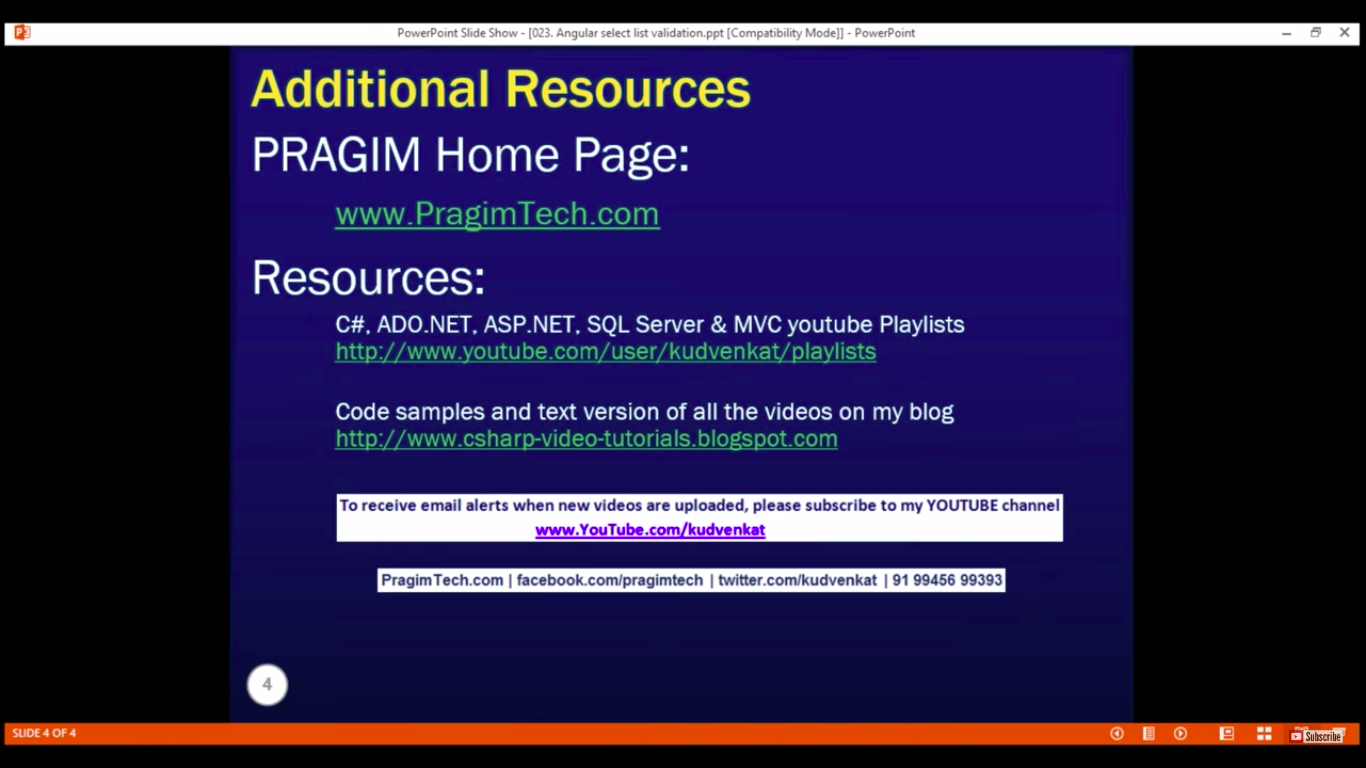 PowerPoint Slide Show - [023. Angular select list validation.ppt [Compatibility Mode]] - PowerPoint
Additional Resources
PRAGIM Home Page:
www.PragimTech.com
Resources:
C#, ADO.NET, ASP.NET, SQL Server & MVC youtube Playlists
http://www.youtube.com/user/kudvenkat/playlists
Code samples and text version of all the videos on my blog
http://www.csharp-video-tutorials.blogspot.com
To receive email alerts when new videos are uploaded, please subscribe to my YOUTUBE channel
www.YouTube.com/kudvenkat
PragimTech.com | facebook.com/pragimtech | twitter.com/kudvenkat | 91 99456 99393
4
SLIDE 4 OF 4
Subscribe